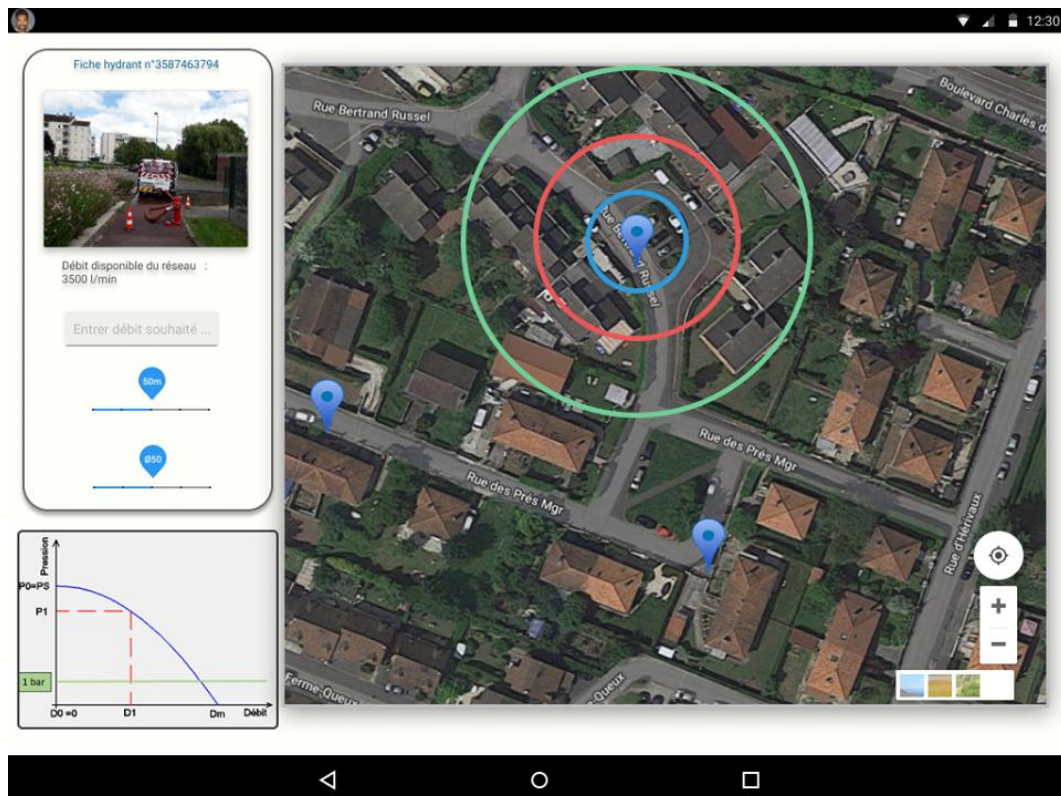 12:30
Fiche hydrant n°3587463794
Débit disponible du réseau :
3500 l/min
Entrer débit souhaité ...
50m
Ø50
Pression
P0=PS
P1
1 bar
D0 =0
D1
Dm
Débit
Rue Bertrand Russel
Boulevard Charles d
Rue Bertrand Russel
Rue des Prés Mgr
Rue des Prés Mgr
Rue d'Hérivaux
Ferme-Queux
Queux